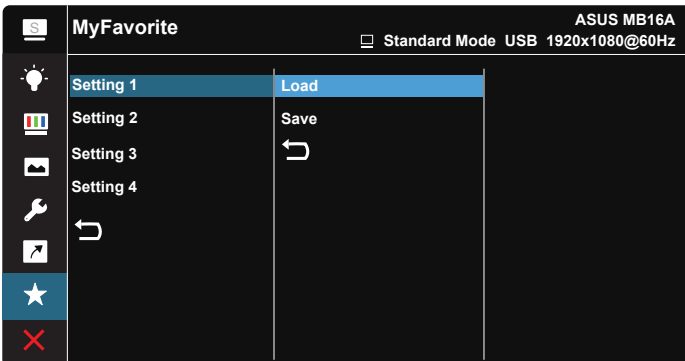 S
MyFavorite
ASUS MB16A
Standard Mode USB 1920x1080@60Hz
Setting 1
Load
Setting 2
Save
Setting 3
Setting 4